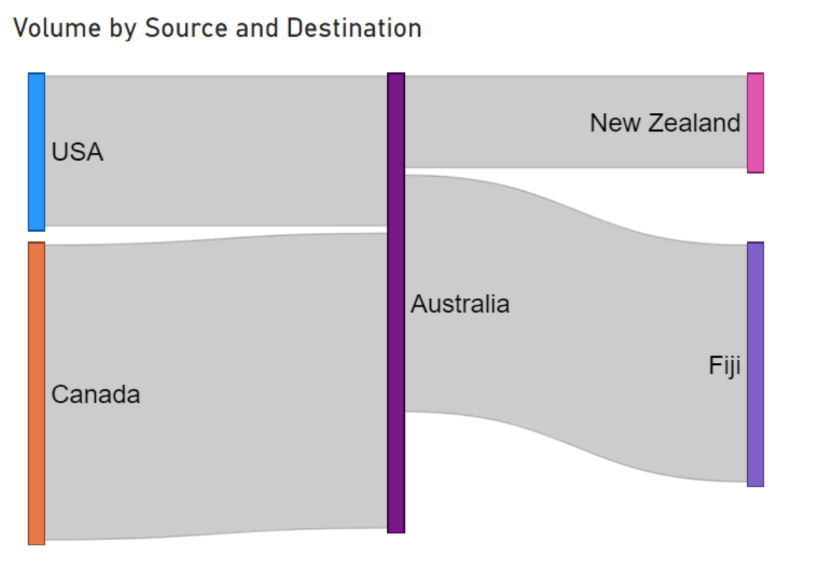 Volume by Source and Destination
USA
New Zealand
Australia
Canada
Fiji